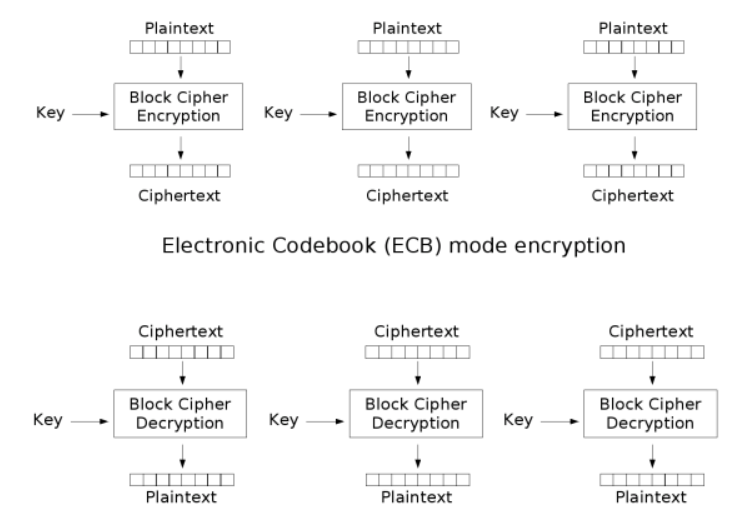 Plaintext Plaintext Plaintext
Key Block Cipher Encryption Key Block Cipher Encryption Key Block Cipher Encryption
Ciphertext Ciphertext Ciphertext
Electronic Codebook (ECB) mode encryption
Ciphertext Ciphertext Ciphertext
Key Block Cipher Decryption Key Block Cipher Decryption Key Block Cipher Decryption
Plaintext Plaintext Plaintext